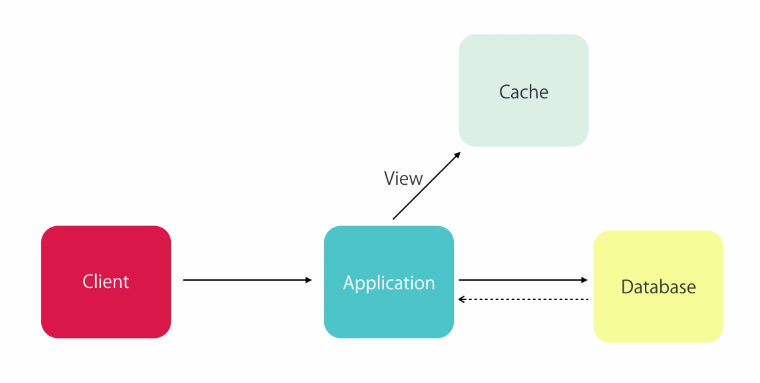 Cache
View
Client
Application
Database